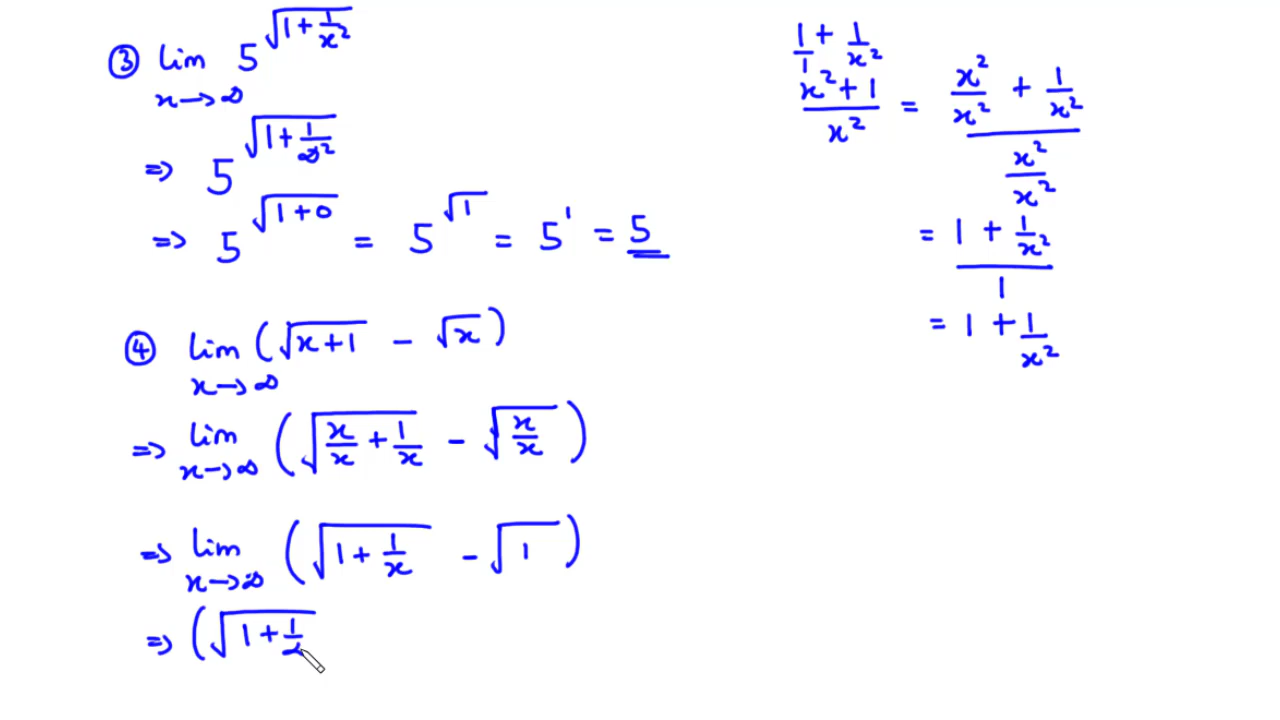 ③ lim 5^√(1 + 1/x²)
x→∞
⇒ 5^√(1 + 1/∞²)
⇒ 5^√(1+0) = 5^√1 = 5^1 = 5
④ lim (√(x+1) - √x)
x→∞
⇒ lim (√(x/x + 1/x) - √(x/x))
x→∞
⇒ lim (√(1 + 1/x) - √1)
x→∞
⇒ (√(1 + 1/
1/1 + 1/x²
(x²+1)/x² = (x²/x² + 1/x²)/(x²/x²)
= (1 + 1/x²)/1
= 1 + 1/x²